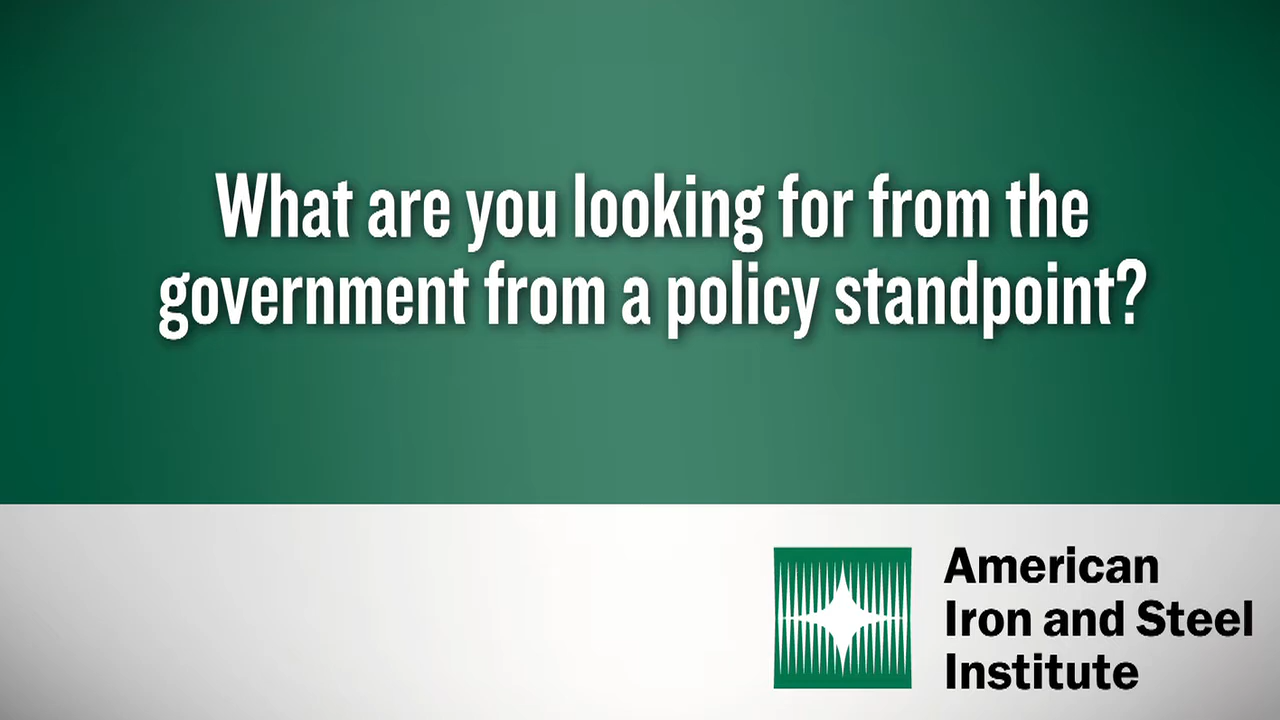 What are you looking for from the
government from a policy standpoint?
American
Iron and Steel
Institute